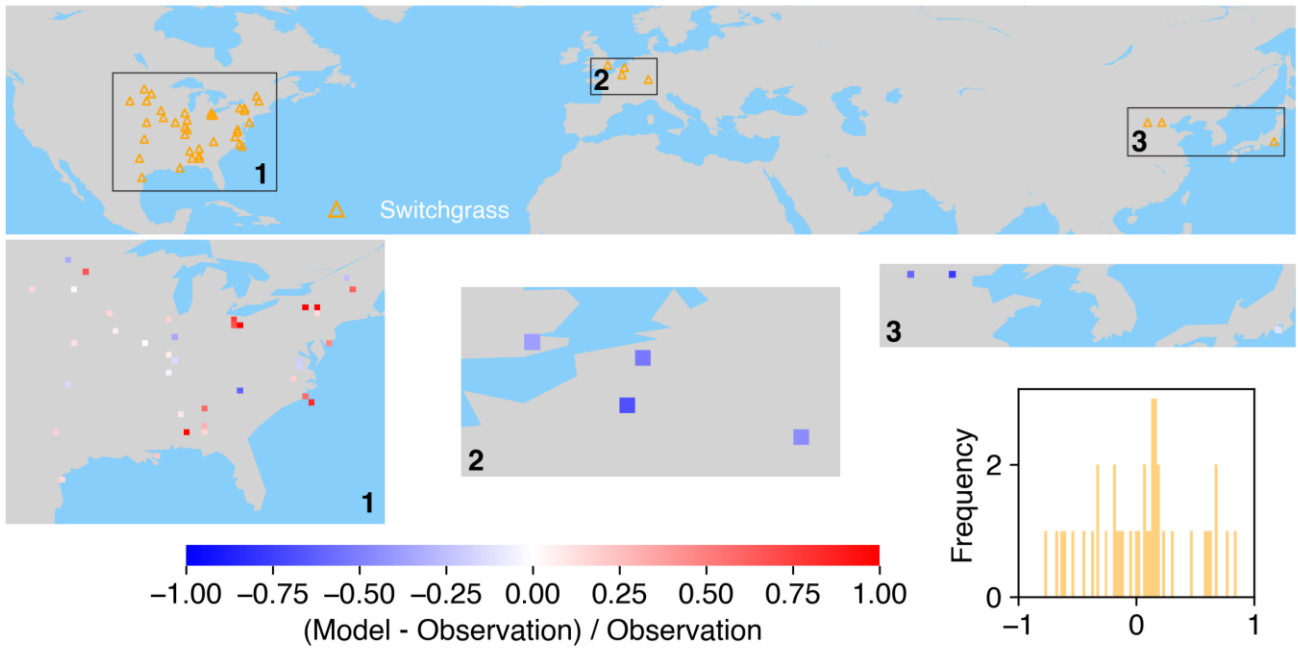 2
3
1
Switchgrass
1
2
3
Frequency
2
0
−1 0 1
−1.00 −0.75 −0.50 −0.25 0.00 0.25 0.50 0.75 1.00
(Model - Observation) / Observation